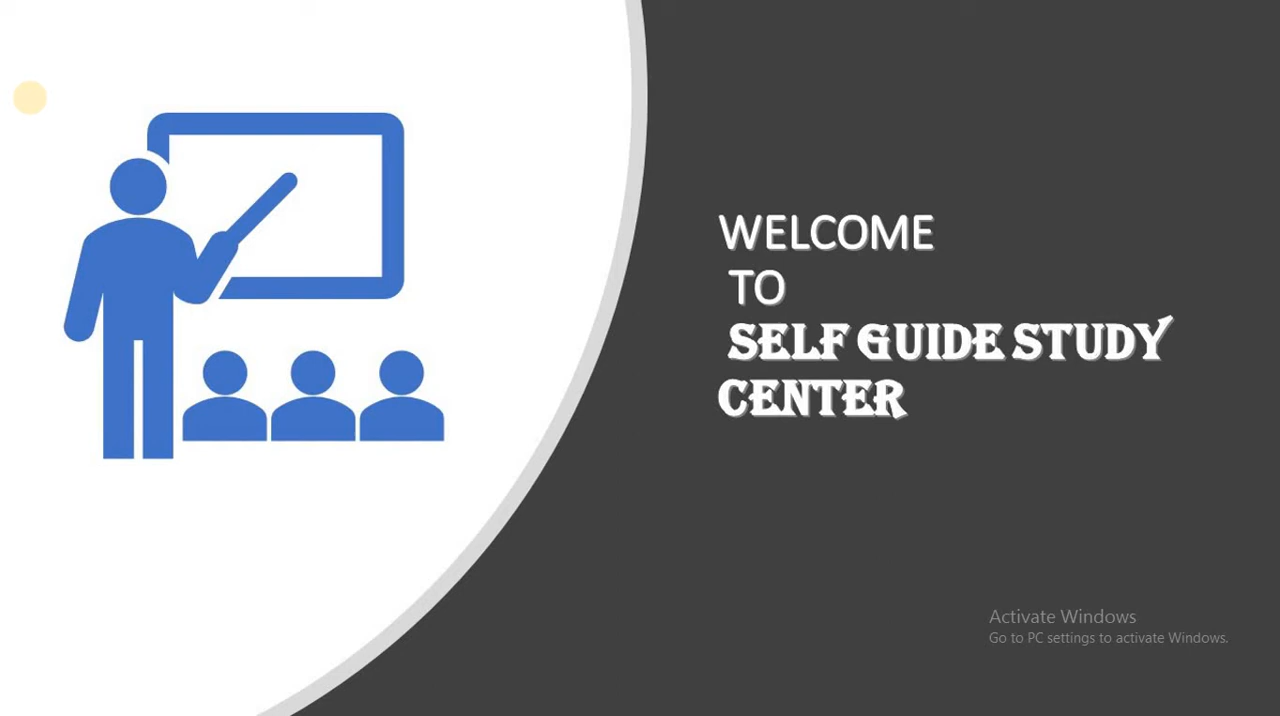 WELCOME
TO
SELF GUIDE STUDY
CENTER
Activate Windows
Go to PC settings to activate Windows.